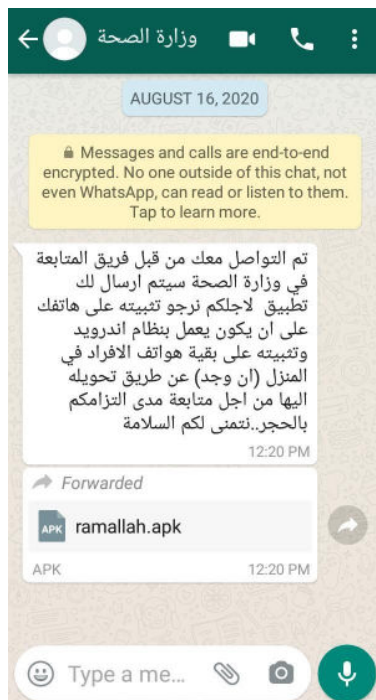 وزارة الصحة
AUGUST 16, 2020
Messages and calls are end-to-end
encrypted. No one outside of this chat, not
even WhatsApp, can read or listen to them.
Tap to learn more.
تم التواصل معك من قبل فريق المتابعة
في وزارة الصحة سيتم ارسال لك
تطبيق لاجلكم نرجو تثبيته على هاتفك
على ان يكون يعمل بنظام اندرويد
وتثبيته على بقية هواتف الافراد في
المنزل (ان وجد) عن طريق تحويله
اليها من اجل متابعة مدى التزامكم
بالحجر..نتمنى لكم السلامة
12:20 PM
Forwarded
APK ramallah.apk
APK 12:20 PM
Type a me...